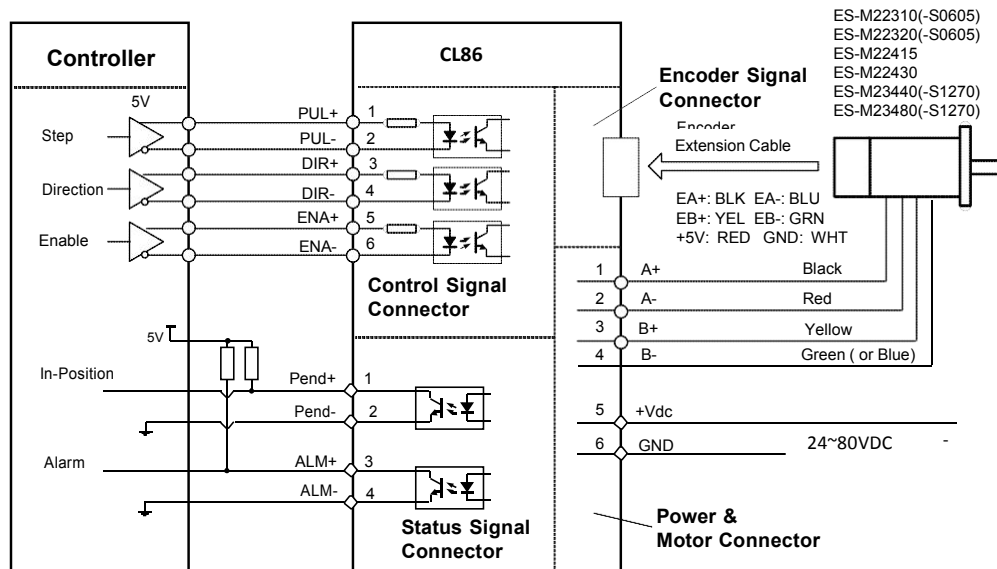 Controller
5V
Step
Direction
Enable
PUL+
PUL-
DIR+
DIR-
ENA+
ENA-
5V
In-Position
Alarm
Pend+
Pend-
ALM+
ALM-
CL86
1
2
3
4
5
6
Control Signal
Connector
1
2
3
4
Status Signal
Connector
Encoder Signal
Connector
Encoder
Extension Cable
EA+: BLK EA-: BLU
EB+: YEL EB-: GRN
+5V: RED GND: WHT
ES-M22310(-S0605)
ES-M22320(-S0605)
ES-M22415
ES-M22430
ES-M23440(-S1270)
ES-M23480(-S1270)
1 A+ Black
2 A- Red
3 B+ Yellow
4 B- Green ( or Blue)
5 +Vdc
6 GND 24~80VDC -
Power &
Motor Connector